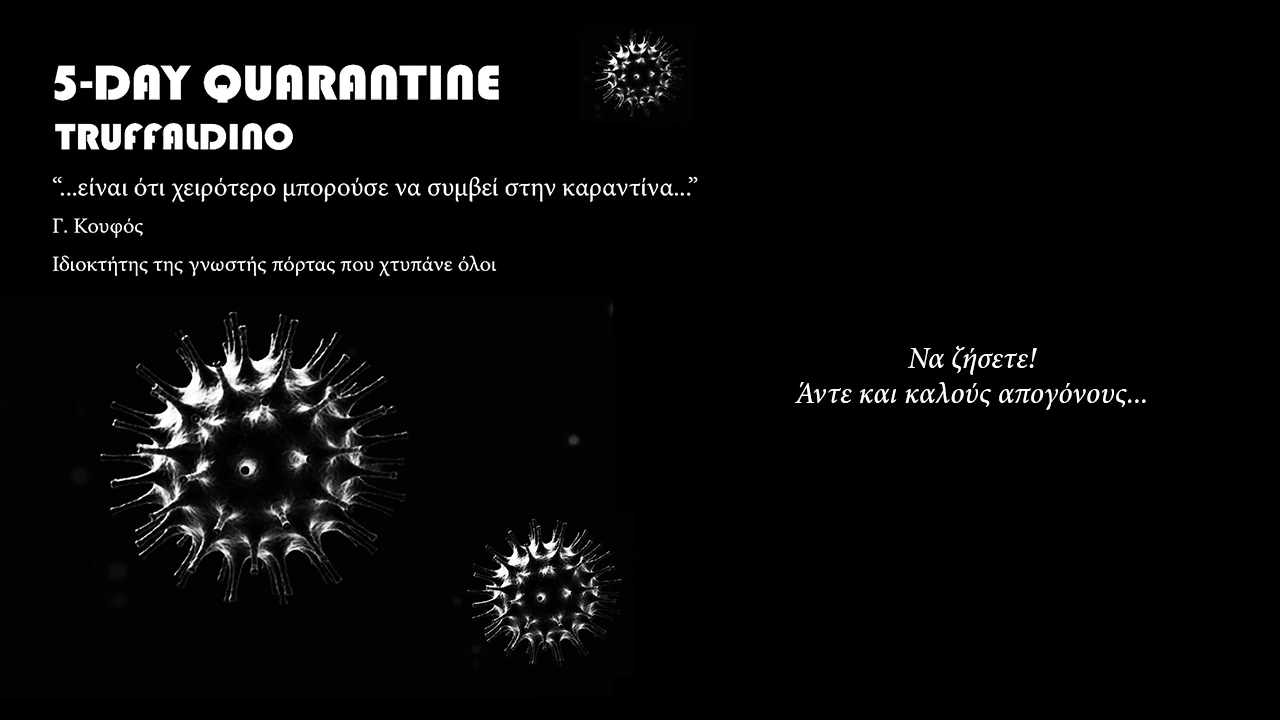 5-DAY QUARANTINE
TRUFFALDINO
“...είναι ότι χειρότερο μπορούσε να συμβεί στην καραντίνα...”
Γ. Κουφός
Ιδιοκτήτης της γνωστής πόρτας που χτυπάνε όλοι
Να ζήσετε!
Άντε και καλούς απογόνους...